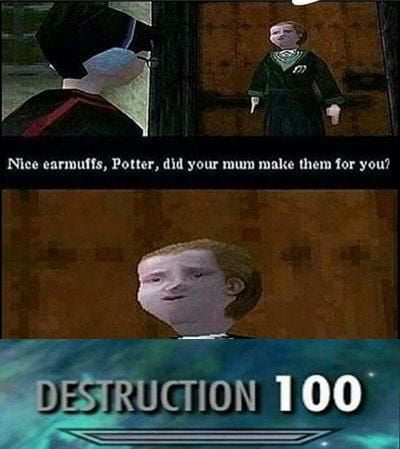 Nice earmuffs, Potter, did your mum make them for you?
DESTRUCTION 100